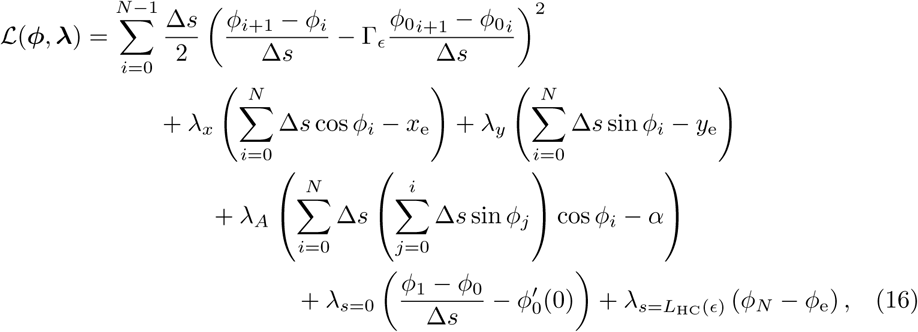 \mathcal{L}(\boldsymbol{\phi}, \boldsymbol{\lambda}) = \sum_{i=0}^{N-1} \frac{\Delta s}{2} \left( \frac{\phi_{i+1} - \phi_i}{\Delta s} - \Gamma_\epsilon \frac{{\phi_0}_{i+1} - {\phi_0}_i}{\Delta s} \right)^2
+ \lambda_x \left( \sum_{i=0}^{N} \Delta s \cos \phi_i - x_{\mathrm{e}} \right) + \lambda_y \left( \sum_{i=0}^{N} \Delta s \sin \phi_i - y_{\mathrm{e}} \right)
+ \lambda_A \left( \sum_{i=0}^{N} \Delta s \left( \sum_{j=0}^{i} \Delta s \sin \phi_j \right) \cos \phi_i - \alpha \right)
+ \lambda_{s=0} \left( \frac{\phi_1 - \phi_0}{\Delta s} - \phi_0'(0) \right) + \lambda_{s=L_{\mathrm{HC}}(\epsilon)} \left( \phi_N - \phi_{\mathrm{e}} \right), \quad (16)